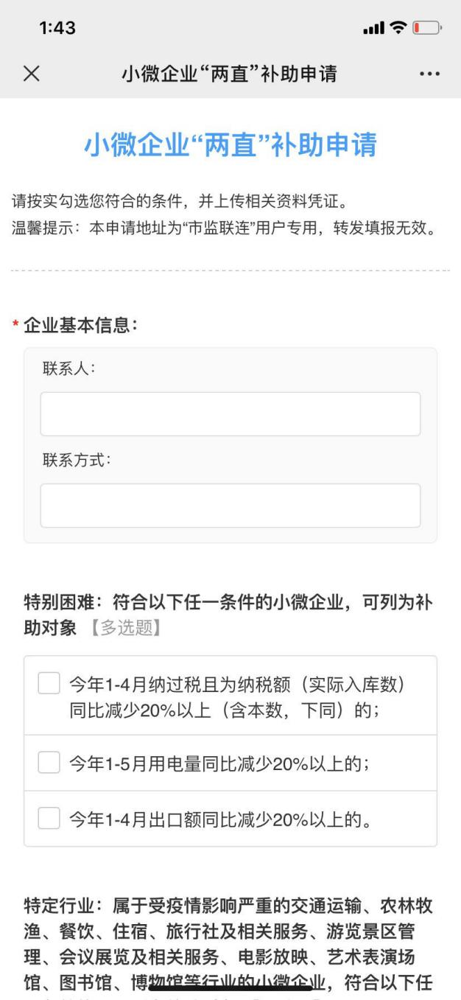 1:43
小微企业“两直”补助申请
小微企业“两直”补助申请
请按实勾选您符合的条件，并上传相关资料凭证。
温馨提示：本申请地址为“市监联连”用户专用，转发填报无效。
* 企业基本信息：
联系人：
联系方式：
特别困难：符合以下任一条件的小微企业，可列为补
助对象 【多选题】
今年1-4月纳过税且为纳税额（实际入库数）
同比减少20%以上（含本数，下同）的；
今年1-5月用电量同比减少20%以上的；
今年1-4月出口额同比减少20%以上的。
特定行业：属于受疫情影响严重的交通运输、农林牧
渔、餐饮、住宿、旅行社及相关服务、游览景区管
理、会议展览及相关服务、电影放映、艺术表演场
馆、图书馆、博物馆等行业的小微企业，符合以下任